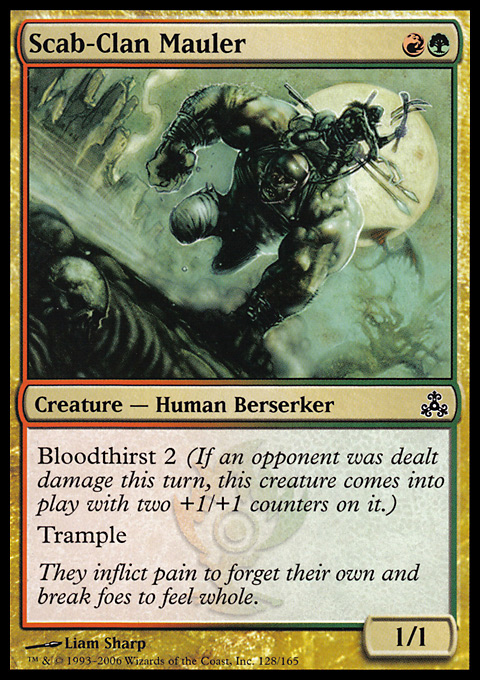 Scab-Clan Mauler
Creature — Human Berserker
Bloodthirst 2 (If an opponent was dealt
damage this turn, this creature comes into
play with two +1/+1 counters on it.)
Trample
They inflict pain to forget their own and
break foes to feel whole.
Liam Sharp
1/1
™ & © 1993–2006 Wizards of the Coast, Inc. 128/165